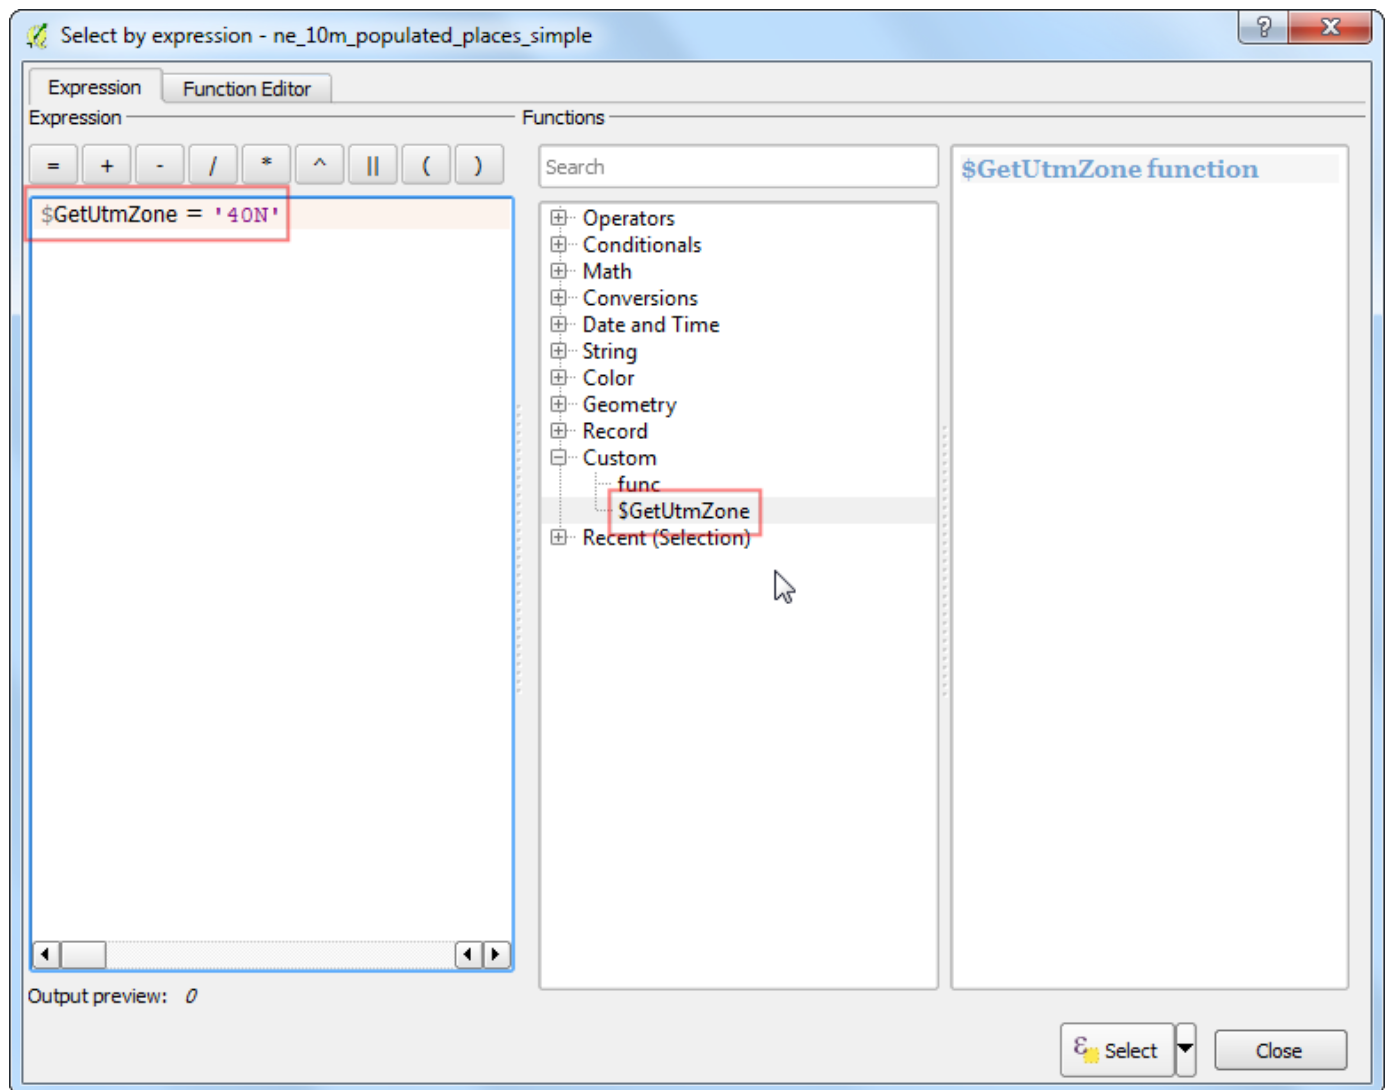 Select by expression - ne_10m_populated_places_simple
Expression
Function Editor
Expression
Functions
= + - / * ^ || ( )
Search
$GetUtmZone function
$GetUtmZone = '40N'
Operators
Conditionals
Math
Conversions
Date and Time
String
Color
Geometry
Record
Custom
func
$GetUtmZone
Recent (Selection)
Output preview: 0
Select
Close